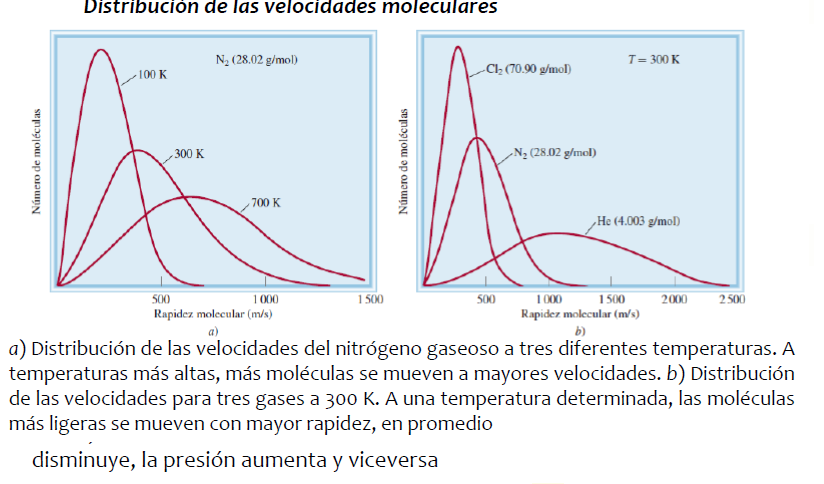 Distribución de las velocidades moleculares
N₂ (28.02 g/mol)
100 K
300 K
700 K
Número de moléculas
500
1 000
1 500
Rapidez molecular (m/s)
a)
T = 300 K
Cl₂ (70.90 g/mol)
N₂ (28.02 g/mol)
He (4.003 g/mol)
Número de moléculas
500
1 000
1 500
2 000
2 500
Rapidez molecular (m/s)
b)
a) Distribución de las velocidades del nitrógeno gaseoso a tres diferentes temperaturas. A
temperaturas más altas, más moléculas se mueven a mayores velocidades. b) Distribución
de las velocidades para tres gases a 300 K. A una temperatura determinada, las moléculas
más ligeras se mueven con mayor rapidez, en promedio
disminuye, la presión aumenta y viceversa